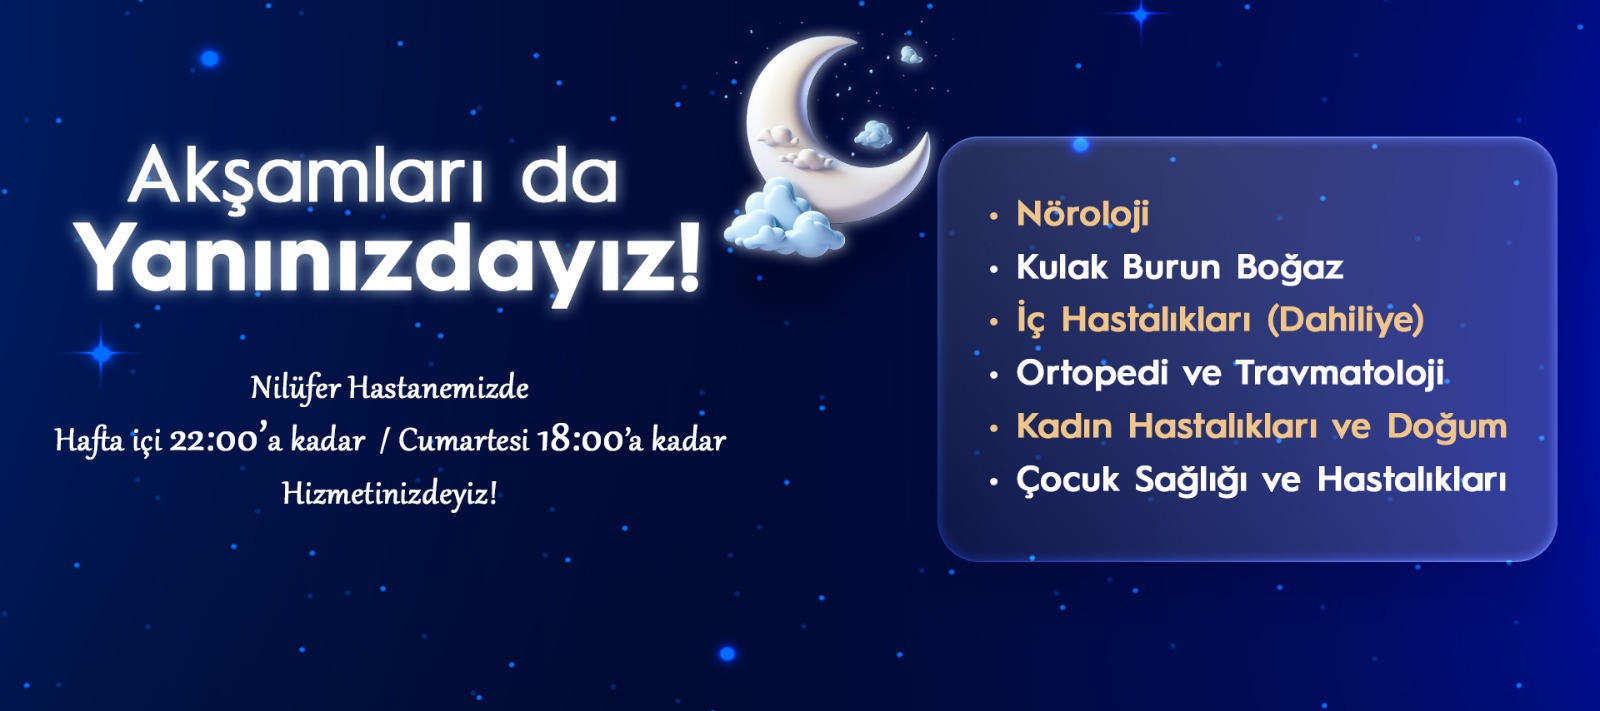 Akşamları da
Yanınızdayız!
Nilüfer Hastanemizde
Hafta içi 22:00'a kadar / Cumartesi 18:00'a kadar
Hizmetinizdeyiz!
• Nöroloji
• Kulak Burun Boğaz
• İç Hastalıkları (Dahiliye)
• Ortopedi ve Travmatoloji
• Kadın Hastalıkları ve Doğum
• Çocuk Sağlığı ve Hastalıkları